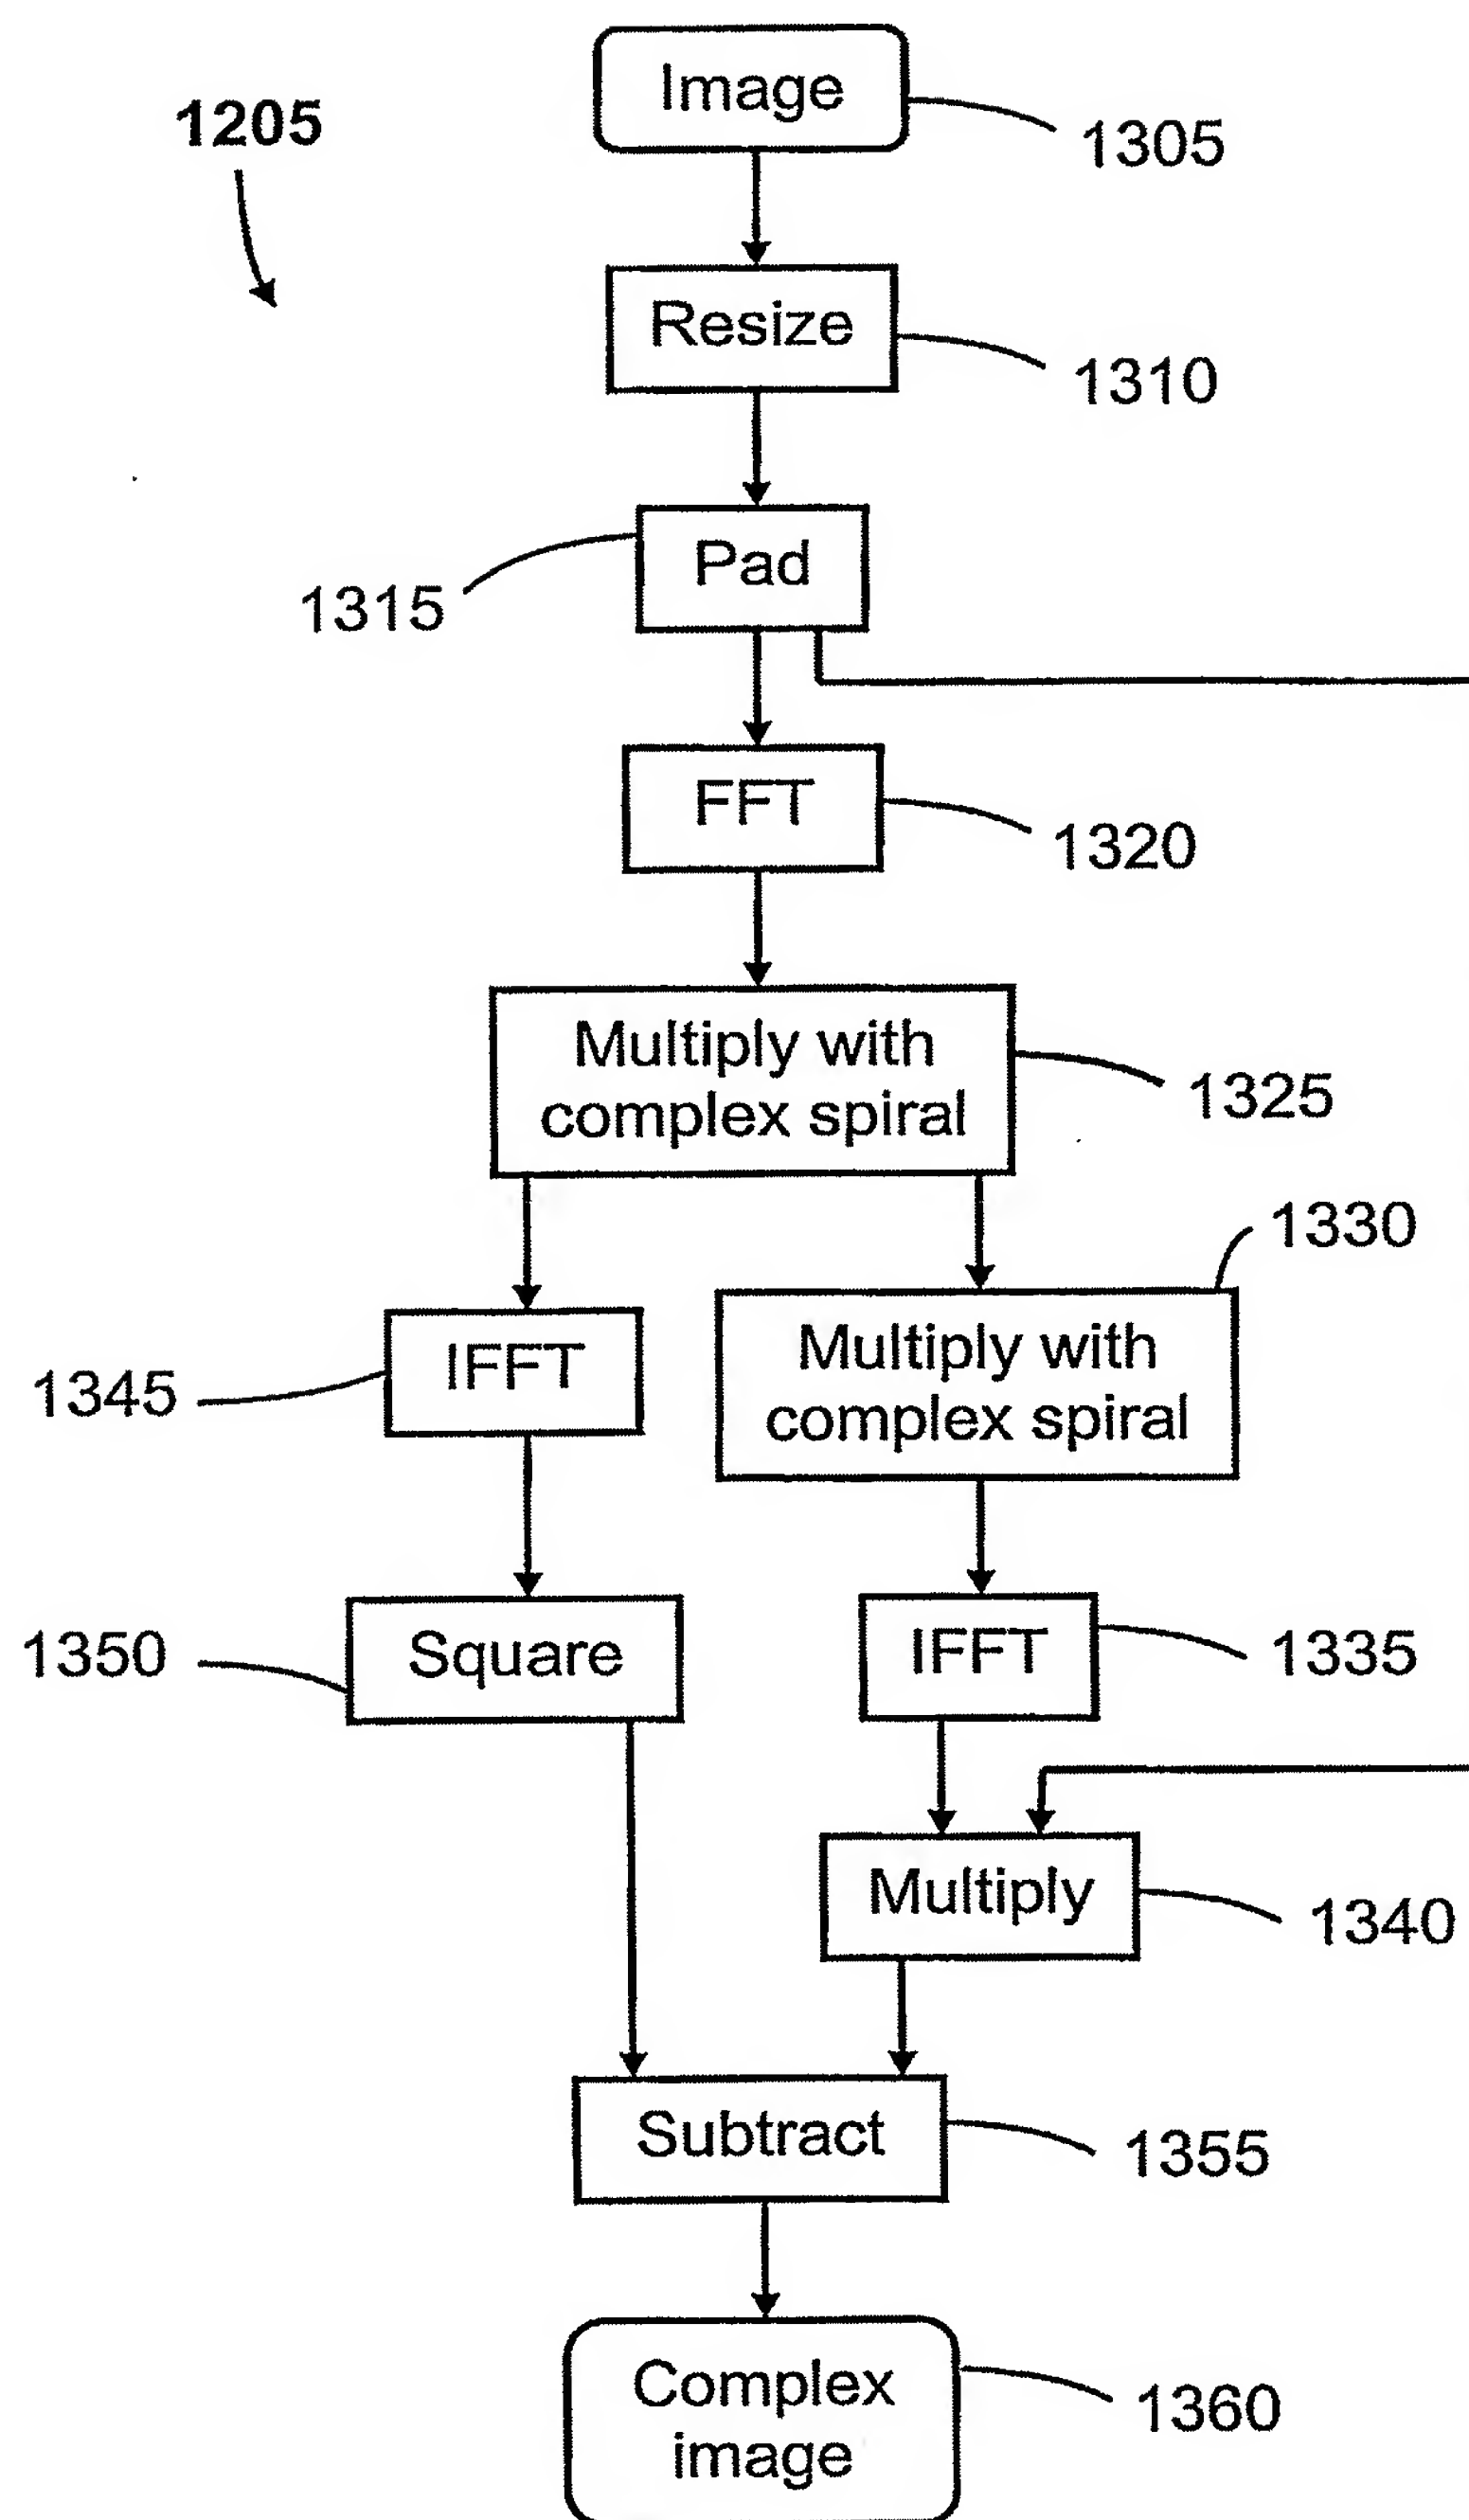 1205
Image
1305
Resize
1310
Pad
1315
FFT
1320
Multiply with
complex spiral
1325
1330
IFFT
1345
Multiply with
complex spiral
Square
1350
IFFT
1335
Multiply
1340
Subtract
1355
Complex
image
1360